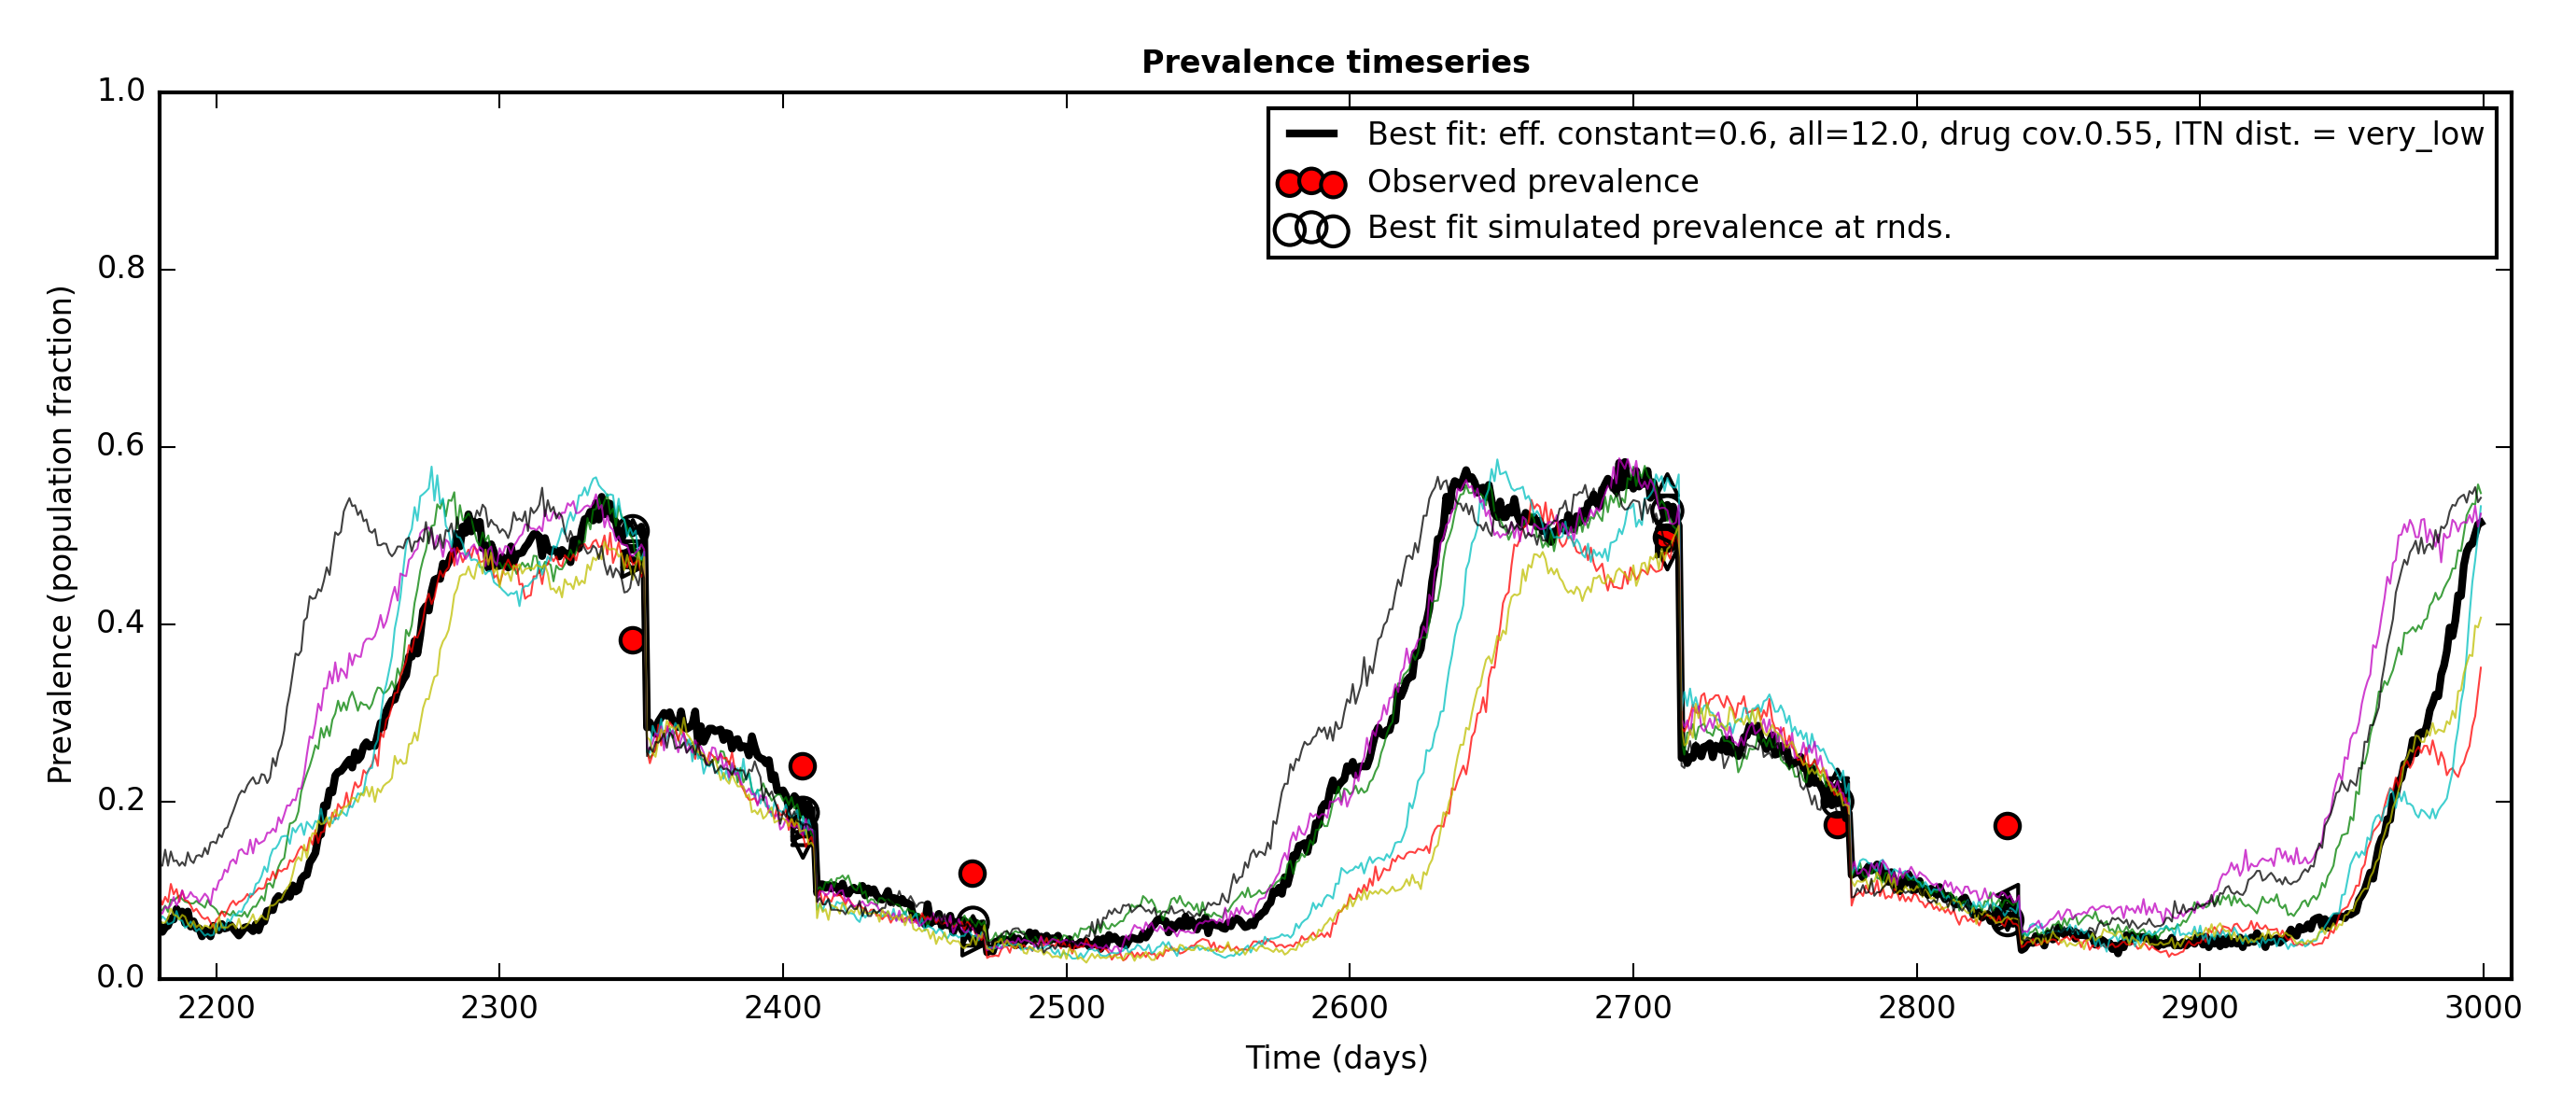 Prevalence timeseries
1.0
0.8
0.6
0.4
0.2
0.0
Prevalence (population fraction)
Best fit: eff. constant=0.6, all=12.0, drug cov.0.55, ITN dist. = very_low
Observed prevalence
Best fit simulated prevalence at rnds.
2200 2300 2400 2500 2600 2700 2800 2900 3000
Time (days)